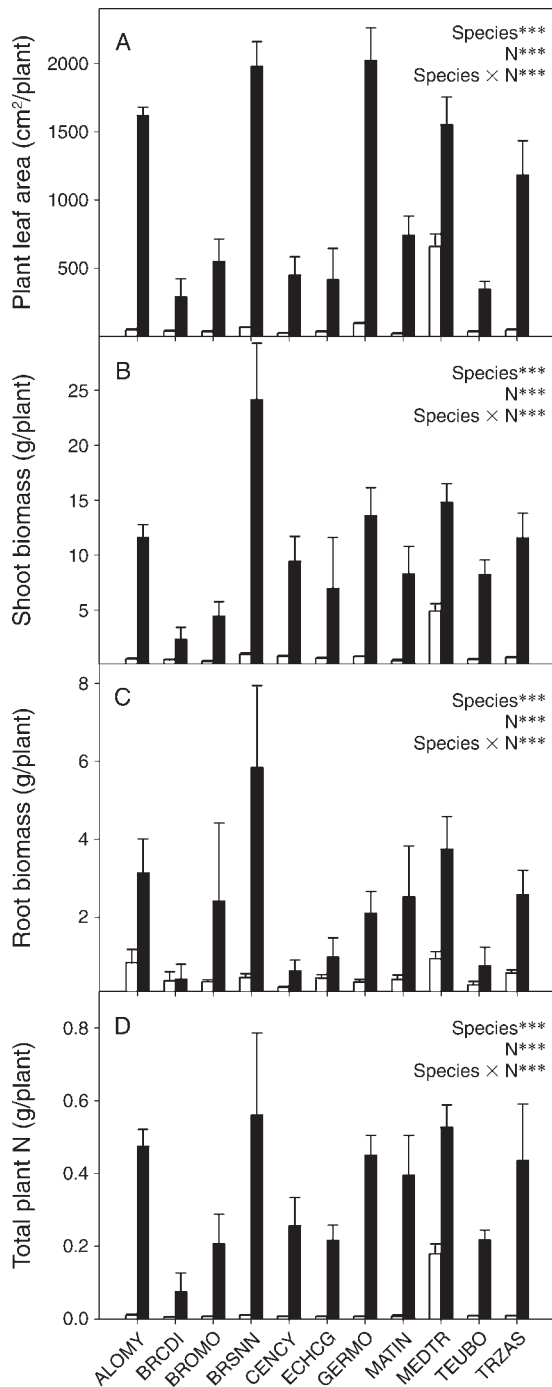 A
Species***
N***
Species × N***
Plant leaf area (cm²/plant)
2000
1500
1000
500
B
Species***
N***
Species × N***
Shoot biomass (g/plant)
25
20
15
10
5
C
Species***
N***
Species × N***
Root biomass (g/plant)
8
6
4
2
D
Species***
N***
Species × N***
Total plant N (g/plant)
0.8
0.6
0.4
0.2
0.0
ALOMY
BRCDI
BROMO
BRSNN
CENCY
ECHCG
GERMO
MATIN
MEDTR
TEUBO
TRZAS